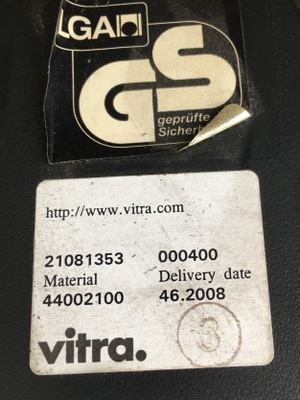 LGA
GS
geprüfte
Sicherh
http://www.vitra.com
21081353 000400
Material Delivery date
44002100 46.2008
vitra.
3